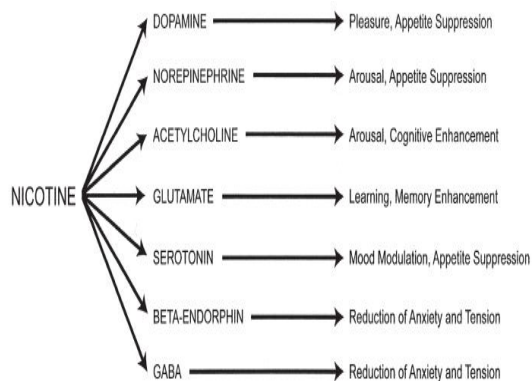 DOPAMINE Pleasure, Appetite Suppression
NOREPINEPHRINE Arousal, Appetite Suppression
ACETYLCHOLINE Arousal, Cognitive Enhancement
NICOTINE GLUTAMATE Learning, Memory Enhancement
SEROTONIN Mood Modulation, Appetite Suppression
BETA-ENDORPHIN Reduction of Anxiety and Tension
GABA Reduction of Anxiety and Tension